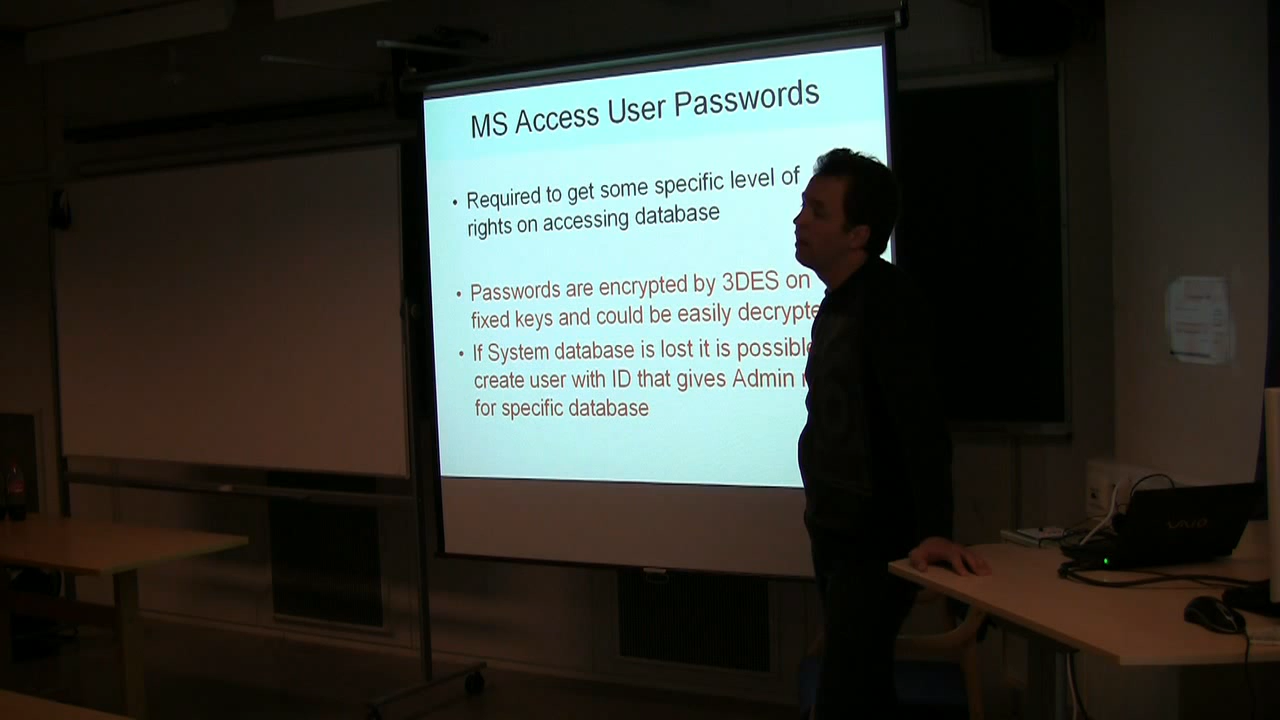 MS Access User Passwords
• Required to get some specific level of
rights on accessing database
• Passwords are encrypted by 3DES on
fixed keys and could be easily
• If System database is lost it is possible
create user with ID that gives Admin
for specific database
VAIO